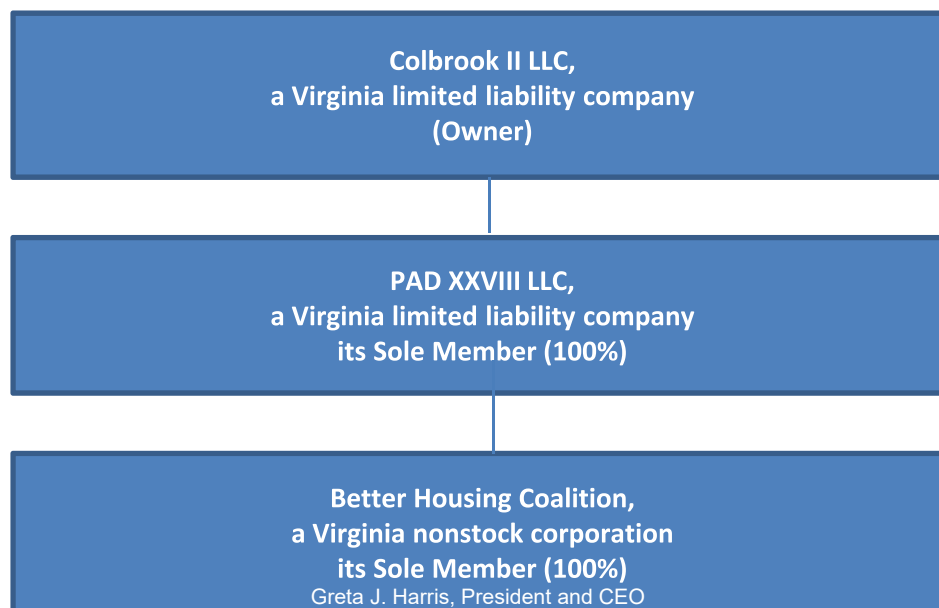 Colbrook II LLC,
a Virginia limited liability company
(Owner)
PAD XXVIII LLC,
a Virginia limited liability company
its Sole Member (100%)
Better Housing Coalition,
a Virginia nonstock corporation
its Sole Member (100%)
Greta J. Harris, President and CEO